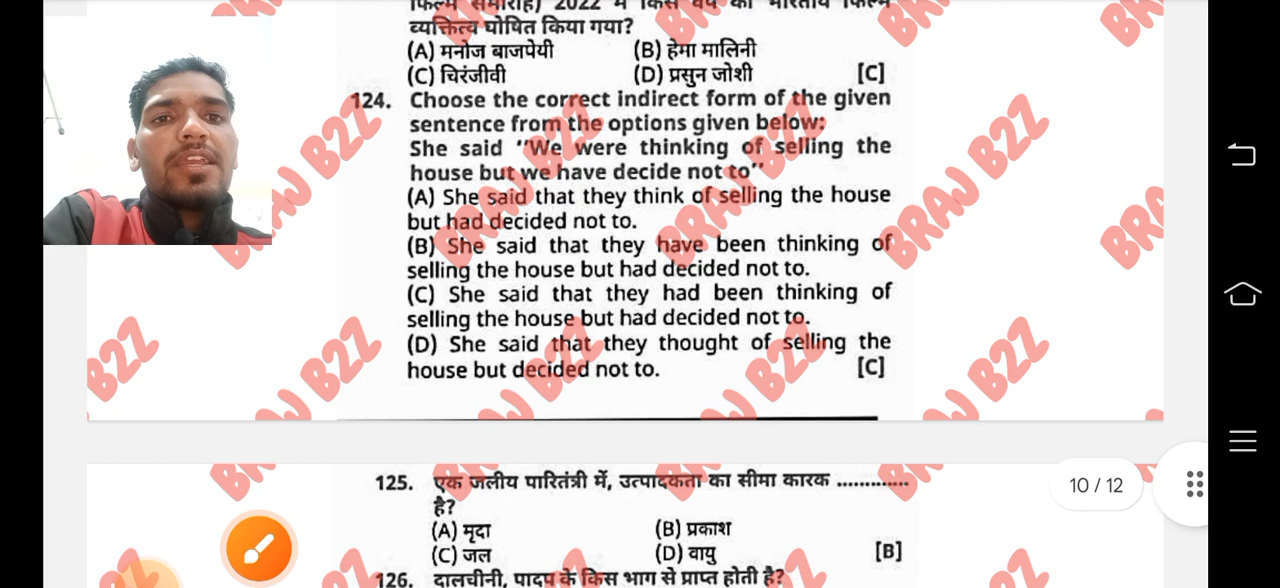 2022 में किस
व्यक्तित्व घोषित किया गया?
(A) मनोज बाजपेयी (B) हेमा मालिनी
(C) चिरंजीवी (D) प्रसुन जोशी [C]
124. Choose the correct indirect form of the given
sentence from the options given below:
She said "We were thinking of selling the
house but we have decide not to"
(A) She said that they think of selling the house
but had decided not to.
(B) She said that they have been thinking of
selling the house but had decided not to.
(C) She said that they had been thinking of
selling the house but had decided not to.
(D) She said that they thought of selling the
house but decided not to. [C]
125. एक जलीय पारितंत्री में, उत्पादकता का सीमा कारक .............
है?
(A) मृदा (B) प्रकाश
(C) जल (D) वायु [B]
126. दालचीनी, पादप के किस भाग से प्राप्त होती है?
10 / 12
BRAJ B2Z